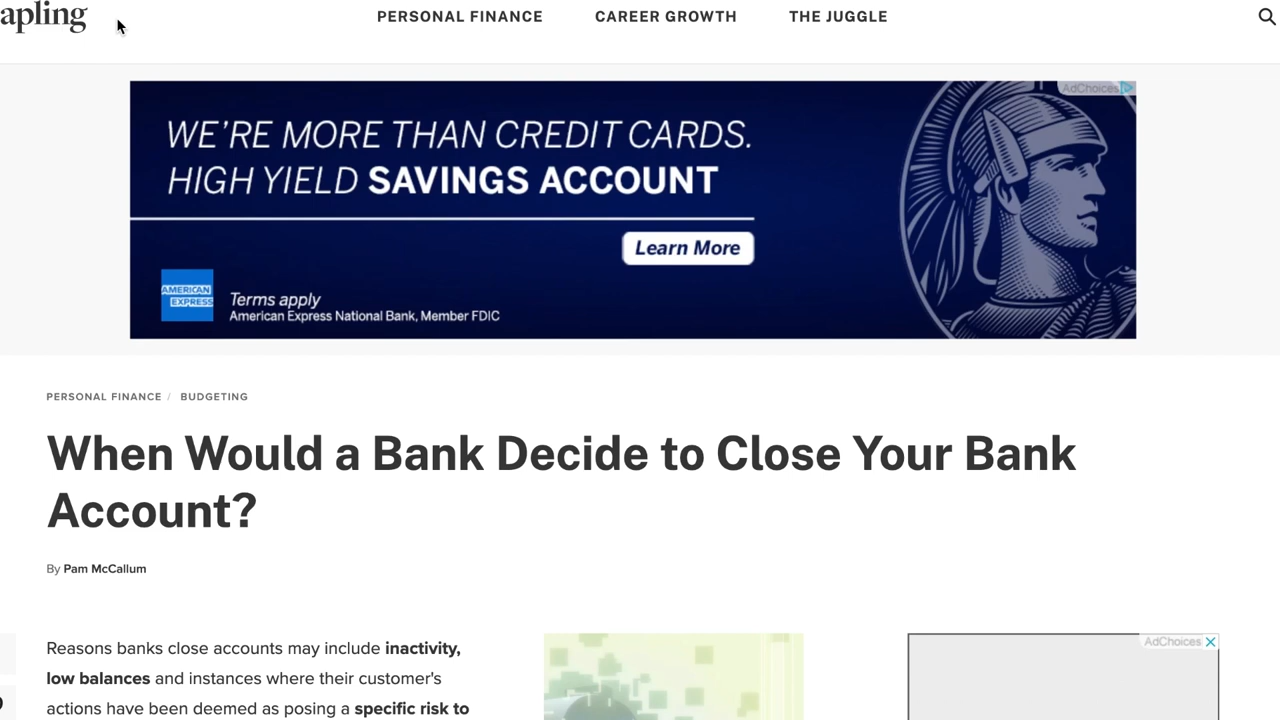 apling
PERSONAL FINANCE
CAREER GROWTH
THE JUGGLE
AdChoices
WE'RE MORE THAN CREDIT CARDS.
HIGH YIELD SAVINGS ACCOUNT
Learn More
AMERICAN
EXPRESS
Terms apply
American Express National Bank, Member FDIC
PERSONAL FINANCE / BUDGETING
When Would a Bank Decide to Close Your Bank
Account?
By Pam McCallum
Reasons banks close accounts may include inactivity,
low balances and instances where their customer's
actions have been deemed as posing a specific risk to
AdChoices